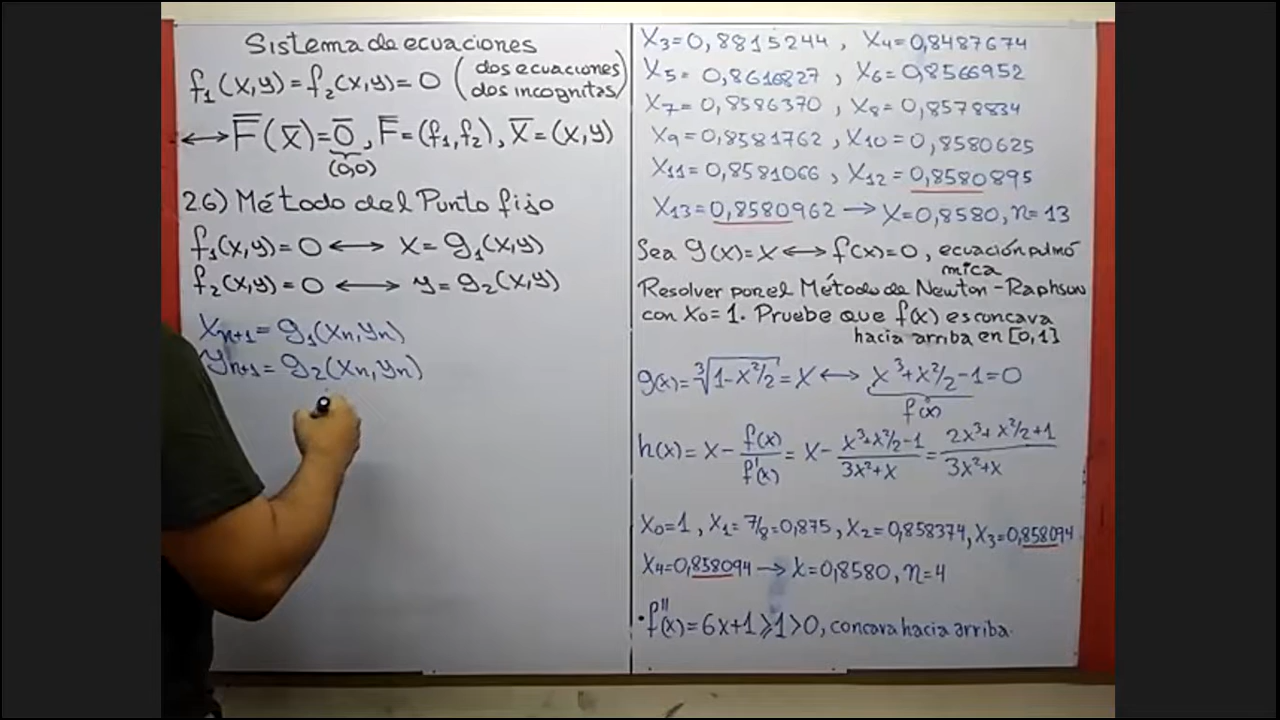 Sistema de ecuaciones
f₁(x,y) = f₂(x,y) = 0 (dos ecuaciones
dos incognitas)
⟷ F̅(x̅) = 0̅, F̅ = (f₁,f₂), x̅ = (x,y)
(0,0)
26) Método del Punto fijo
f₁(x,y) = 0 ⟷ x = g₁(x,y)
f₂(x,y) = 0 ⟷ y = g₂(x,y)
Xn+1 = g₁(Xn,Yn)
Yn+1 = g₂(Xn,Yn)
X3 = 0,8815244, X4 = 0,8487674
X5 = 0,8616827, X6 = 0,8566952
X7 = 0,8586370, X8 = 0,8578834
X9 = 0,8581762, X10 = 0,8580625
X11 = 0,8581066, X12 = 0,8580895
X13 = 0,8580962 → X = 0,8580, n = 13
Sea g(x) = x ⟷ f(x) = 0, ecuación pulmó
mica
Resolver por el Método de Newton-Raphson
con X0 = 1. Pruebe que f(x) es concava
hacia arriba en [0,1]
g(x) = ∛(1-x²/2) = x ⟷ x³+x²/2-1 = 0
f(x)
h(x) = x - f(x)/f'(x) = x - (x³+x²/2-1)/(3x²+x) = (2x³+x²/2+1)/(3x²+x)
X0 = 1, X1 = 7/8 = 0,875, X2 = 0,858374, X3 = 0,858094
X4 = 0,858094 → X = 0,8580, n = 4
• f''(x) = 6x+1 ⩾ 1 > 0, concava hacia arriba.